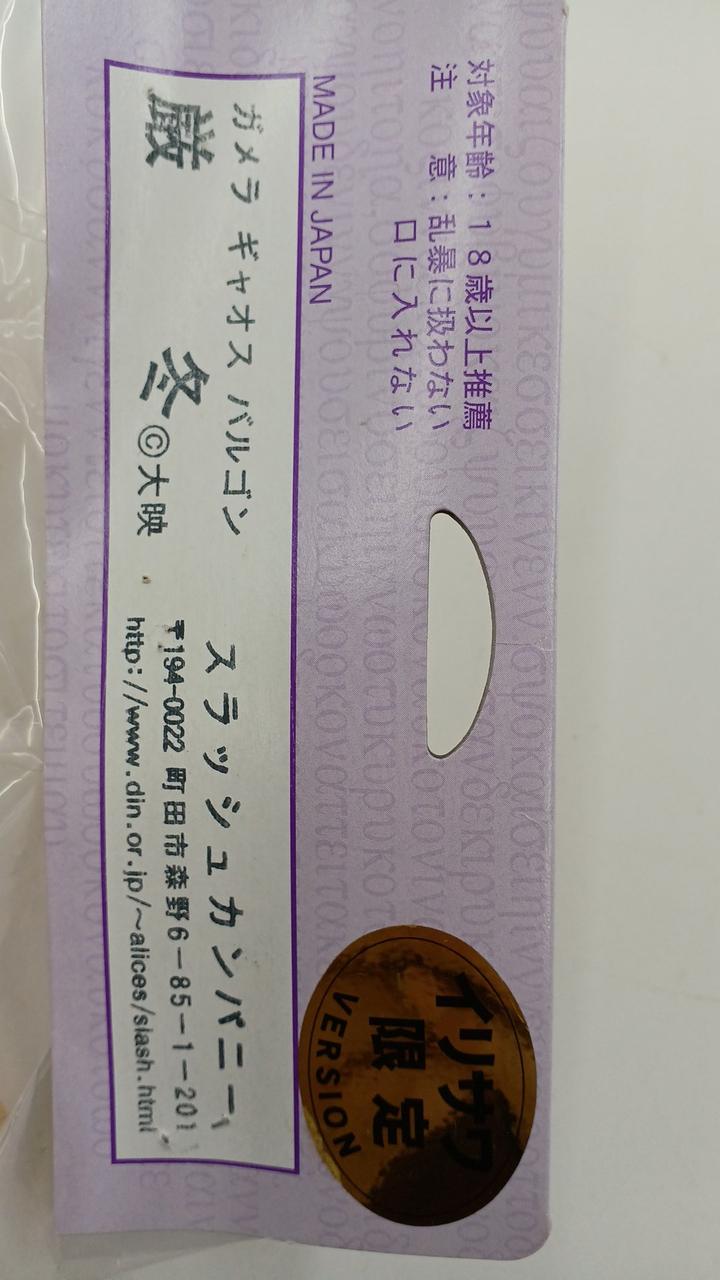 対象年齢：１８歳以上推薦
注　意：乱暴に扱わない
口に入れない
MADE IN JAPAN
ガメラ ギャオス バルゴン
厳 冬 ©大映
スラッシュカンパニー
〒194-0022 町田市森野6－85－1－201
http://www.din.or.jp/~alices/slash.html
イリサワ
限定
VERSION